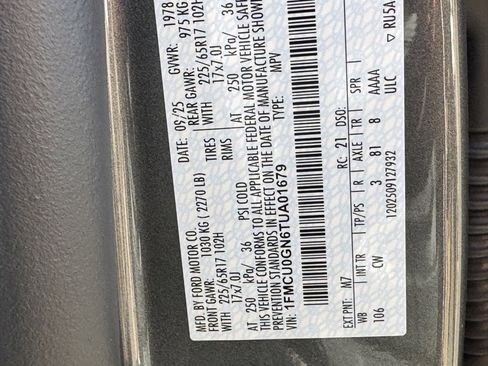 MFD. BY FORD MOTOR CO.
DATE: 09/25 GVWR: 1978
FRONT GAWR: 1030 KG ( 2270 LB) REAR GAWR: 975 KG
225/65R17 102H TIRES WITH 225/65R17 102H
17x7.0J RIMS 17x7.0J
AT 250 kPa/ 36 PSI COLD AT 250 kPa/ 36
THIS VEHICLE CONFORMS TO ALL APPLICABLE FEDERAL MOTOR VEHICLE SAFE
AND BUMPER STANDARDS IN EFFECT ON THE DATE OF MANUFACTURE SHOWN
VIN: 1FMCU0GN6TUA01679 TYPE: MPV
EXT PNT: M7 RC: 21 DSO:
WB INT TR TP/PS R AXLE TR SPR
106 CW 3 81 8 AAAA
1202509127932 ULC
▽ RU5A